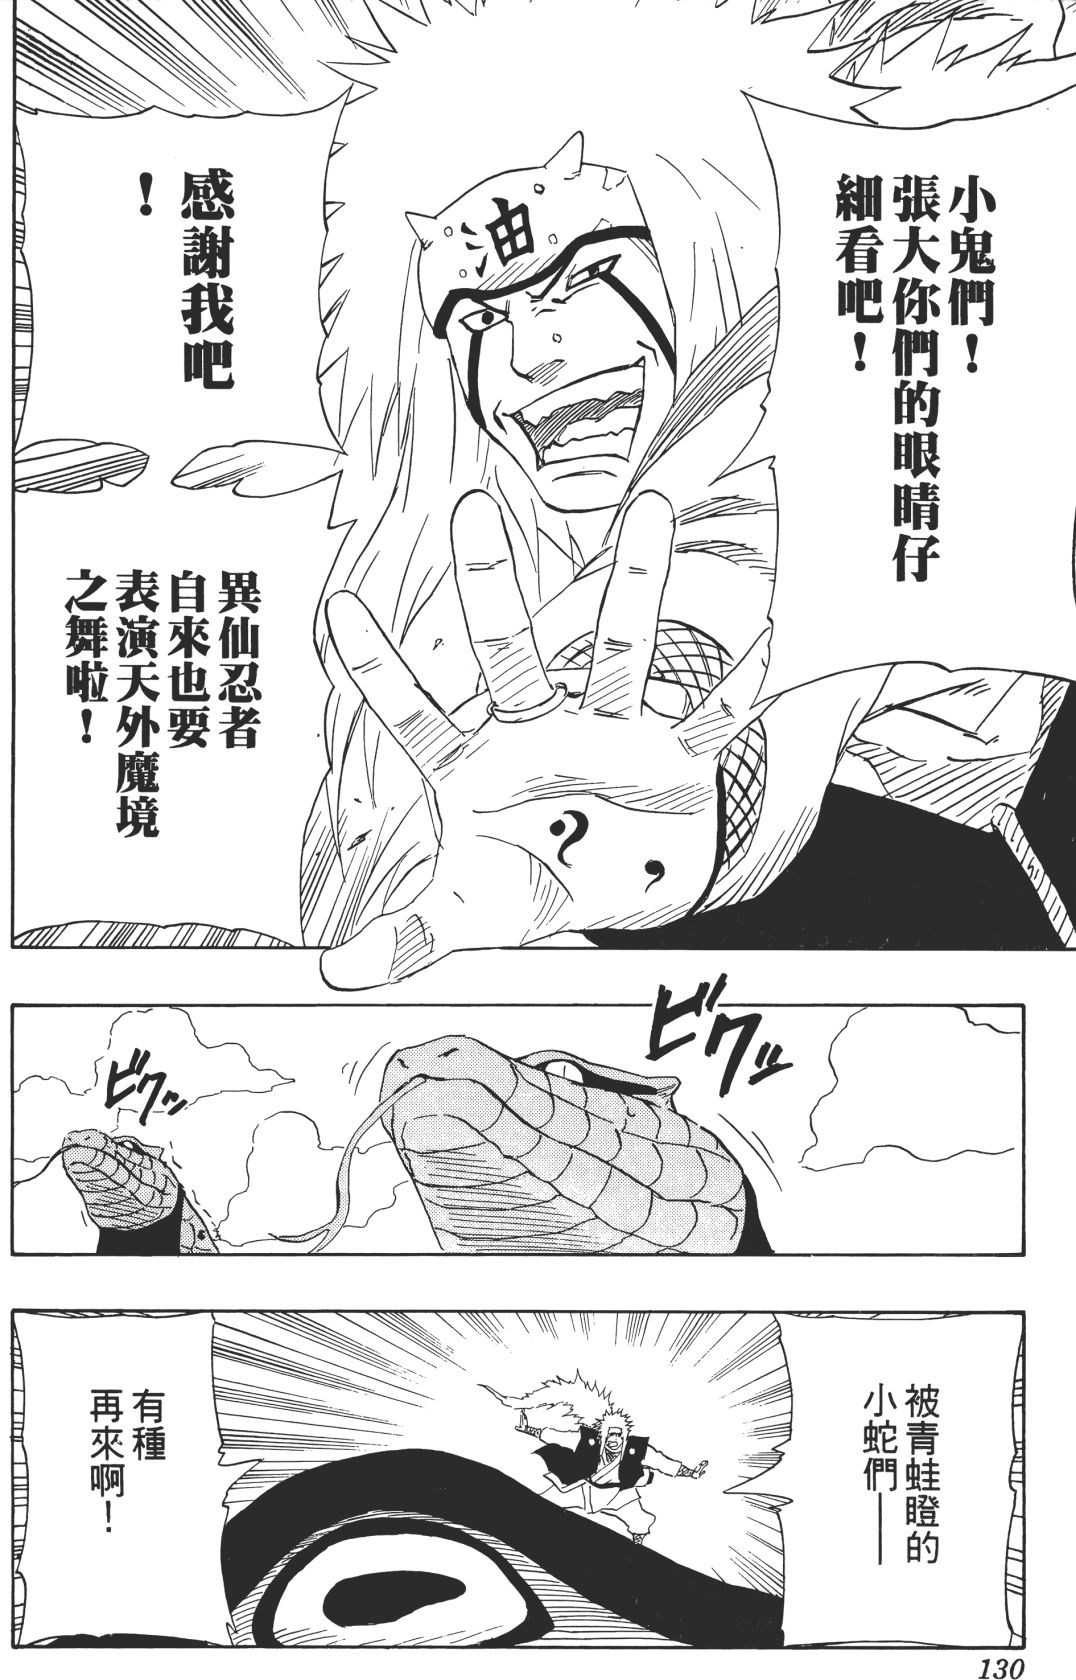 小鬼們！
張大你們的眼睛仔
細看吧！
油
感謝我吧
！
異仙忍者
自來也要
表演天外魔境
之舞啦！
ビクッ
ビクッ
被青蛙瞪的
小蛇們──
有種
再來啊！
130